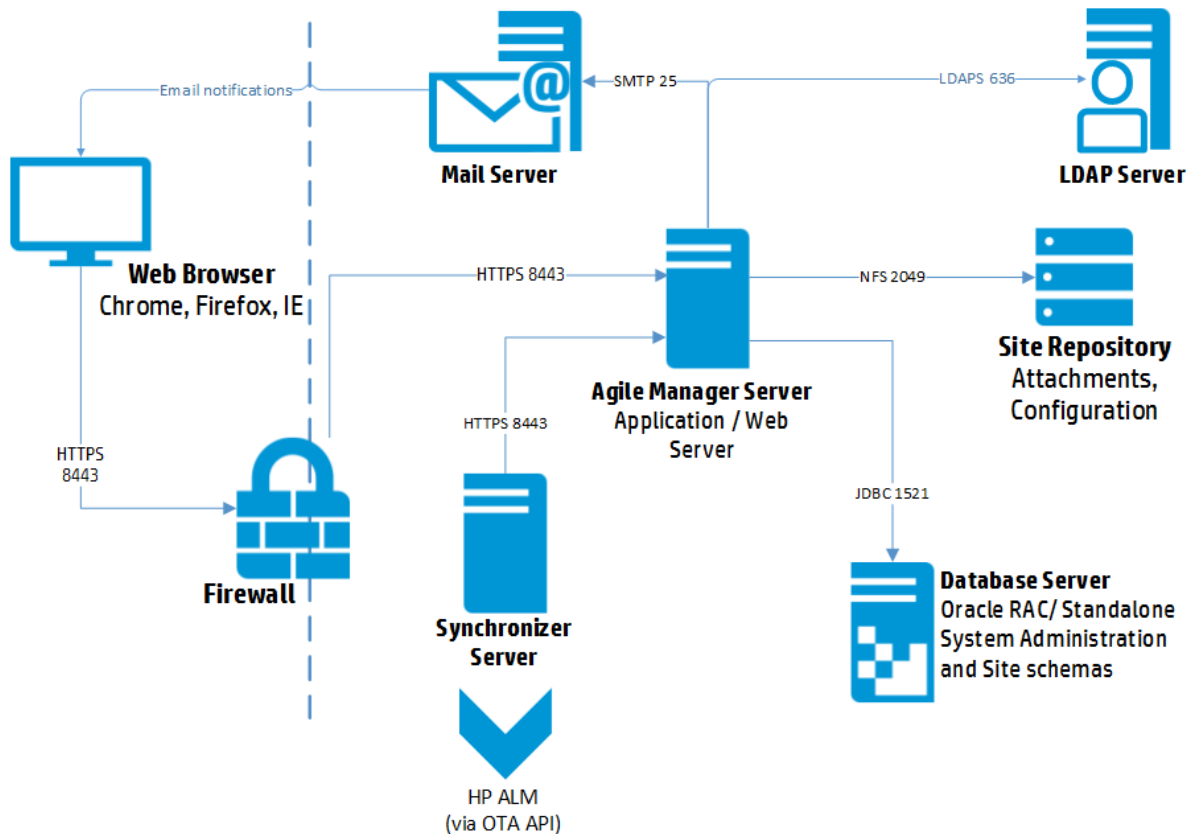 SMTP 25
LDAPS 636
Email notifications
@
Mail Server
LDAP Server
Web Browser
Chrome, Firefox, IE
HTTPS 8443
NFS 2049
Site Repository
Attachments,
Configuration
Agile Manager Server
Application / Web
Server
HTTPS 8443
HTTPS
8443
JDBC 1521
Firewall
Synchronizer
Server
Database Server
Oracle RAC/ Standalone
System Administration
and Site schemas
HP ALM
(via OTA API)